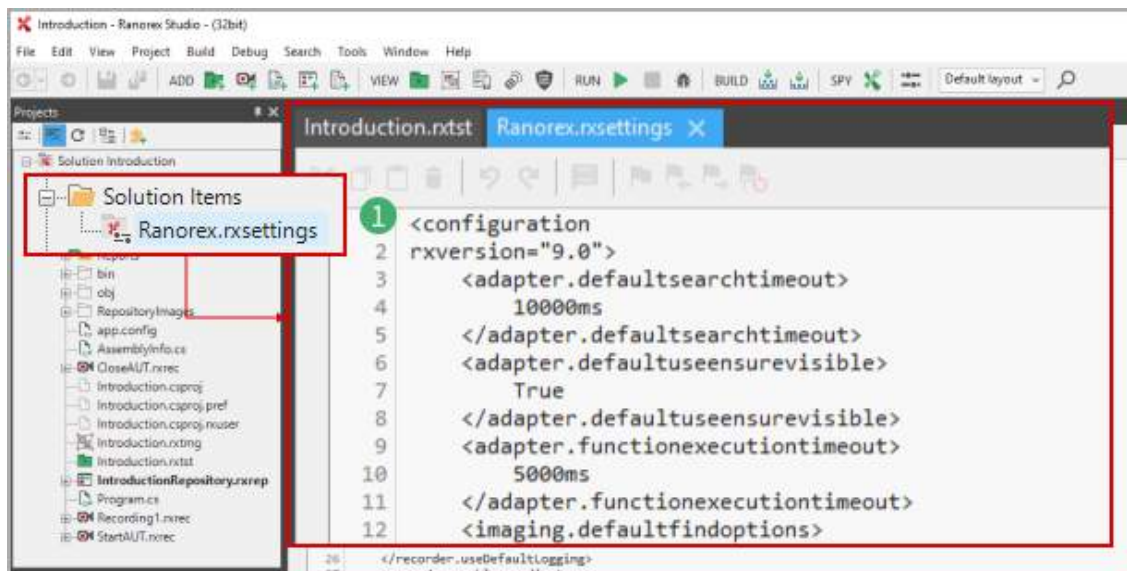 Introduction - Ranorex Studio - (32bit)
File Edit View Project Build Debug Search Tools Window Help
ADD VIEW RUN BUILD SPY Default layout
Projects
Introduction.rxtst Ranorex.rxsettings
Solution Introduction
Solution Items
Ranorex.rxsettings
Reports
bin
obj
RepositoryImages
app.config
AssemblyInfo.cs
CloseAUT.rxrec
Introduction.csproj
Introduction.csproj.pref
Introduction.csproj.rxuser
Introduction.rximg
Introduction.rxtst
IntroductionRepository.rxrep
Program.cs
Recording1.rxrec
StartAUT.rxrec
1 <configuration
2 rxversion="9.0">
3 <adapter.defaultsearchtimeout>
4 10000ms
5 </adapter.defaultsearchtimeout>
6 <adapter.defaultuseensurevisible>
7 True
8 </adapter.defaultuseensurevisible>
9 <adapter.functionexecutiontimeout>
10 5000ms
11 </adapter.functionexecutiontimeout>
12 <imaging.defaultfindoptions>
26 </recorder.useDefaultLogging>